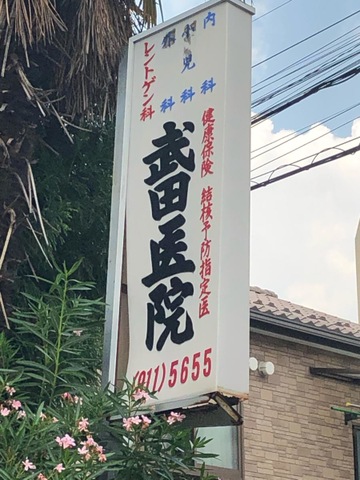 内科
小児科
科
レントゲン科
健康保険 結核予防指定医
武田医院
(911)5655